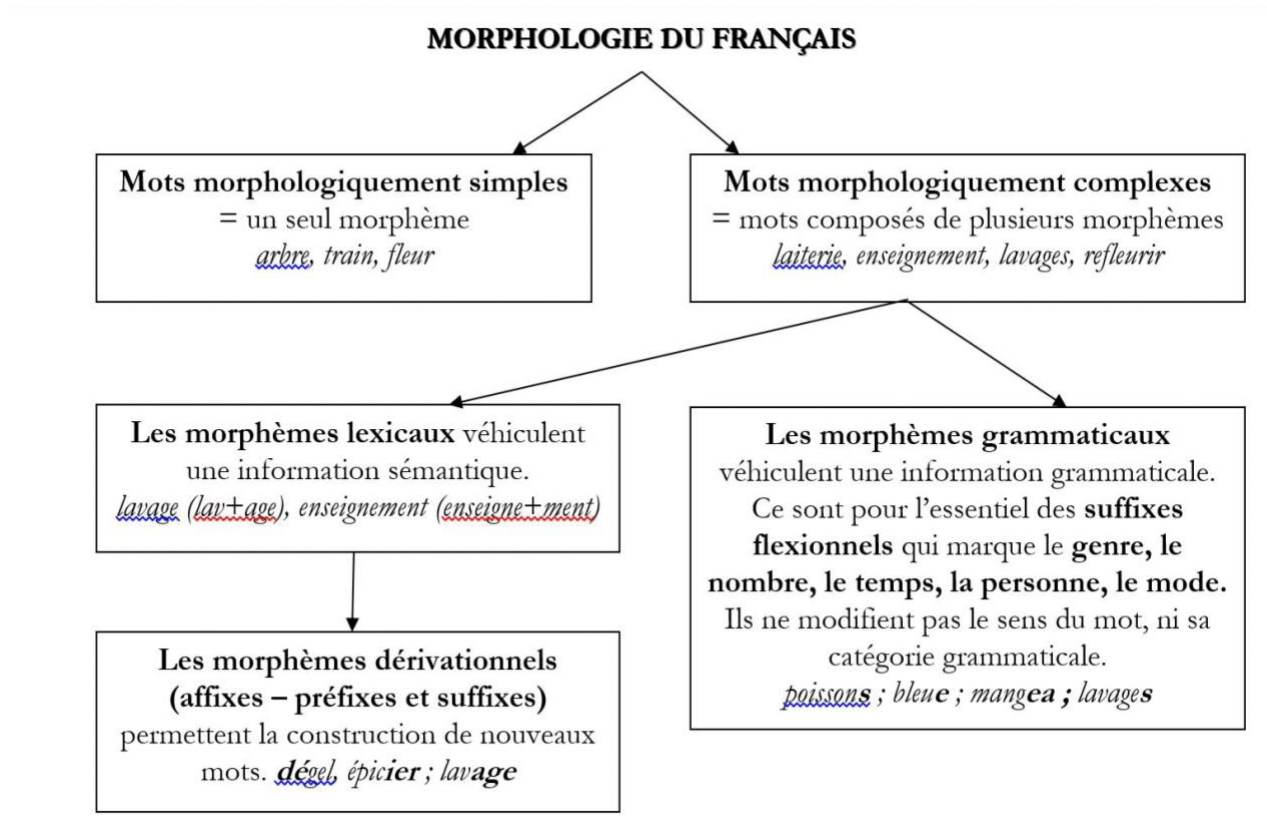 MORPHOLOGIE DU FRANÇAIS
Mots morphologiquement simples
= un seul morphème
arbre, train, fleur
Mots morphologiquement complexes
= mots composés de plusieurs morphèmes
laiterie, enseignement, lavages, refleurir
Les morphèmes lexicaux véhiculent
une information sémantique.
lavage (lav+age), enseignement (enseigne+ment)
Les morphèmes grammaticaux
véhiculent une information grammaticale.
Ce sont pour l’essentiel des suffixes
flexionnels qui marque le genre, le
nombre, le temps, la personne, le mode.
Ils ne modifient pas le sens du mot, ni sa
catégorie grammaticale.
poissons ; bleue ; mangea ; lavages
Les morphèmes dérivationnels
(affixes – préfixes et suffixes)
permettent la construction de nouveaux
mots. dégel, épicier ; lavage